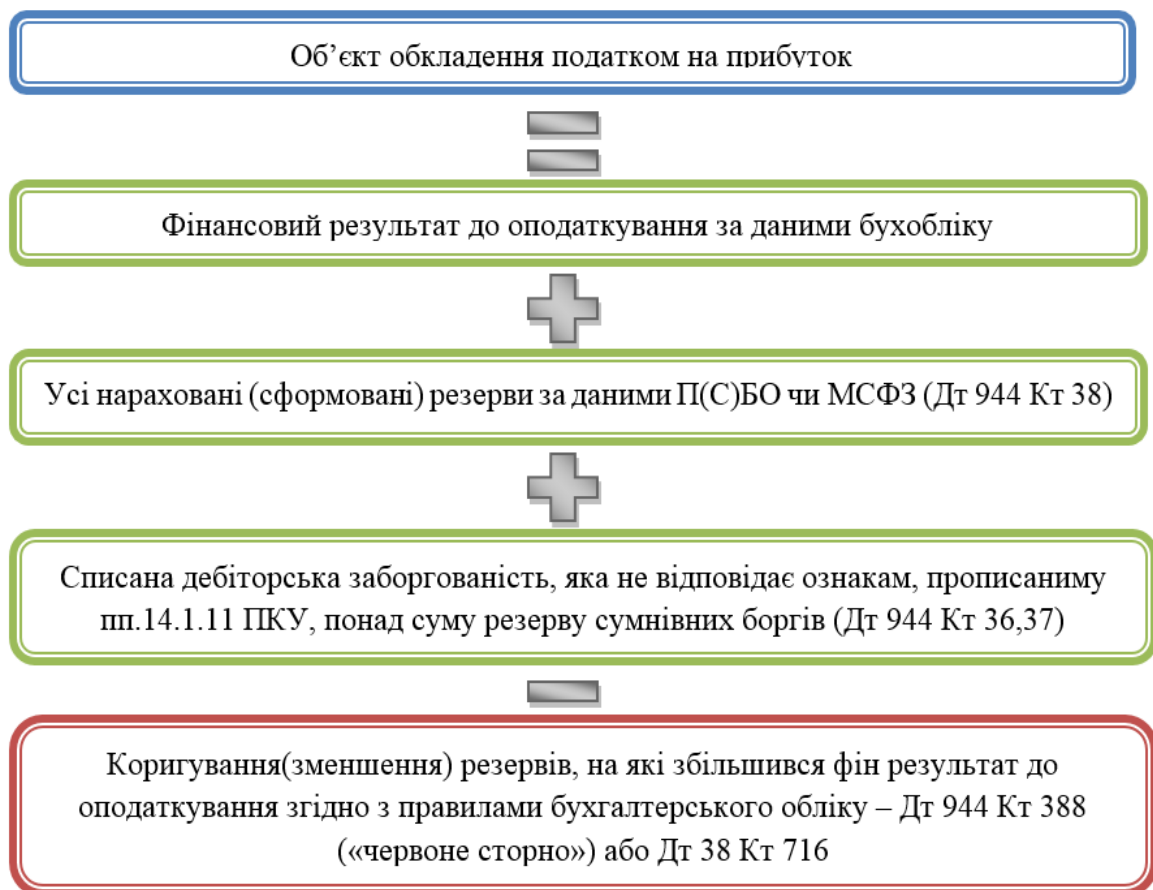 Об’єкт обкладення податком на прибуток
Фінансовий результат до оподаткування за даними бухобліку
Усі нараховані (сформовані) резерви за даними П(С)БО чи МСФЗ (Дт 944 Кт 38)
Списана дебіторська заборгованість, яка не відповідає ознакам, прописаниму
пп.14.1.11 ПКУ, понад суму резерву сумнівних боргів (Дт 944 Кт 36,37)
Коригування(зменшення) резервів, на які збільшився фін результат до
оподаткування згідно з правилами бухгалтерського обліку – Дт 944 Кт 388
(«червоне сторно») або Дт 38 Кт 716